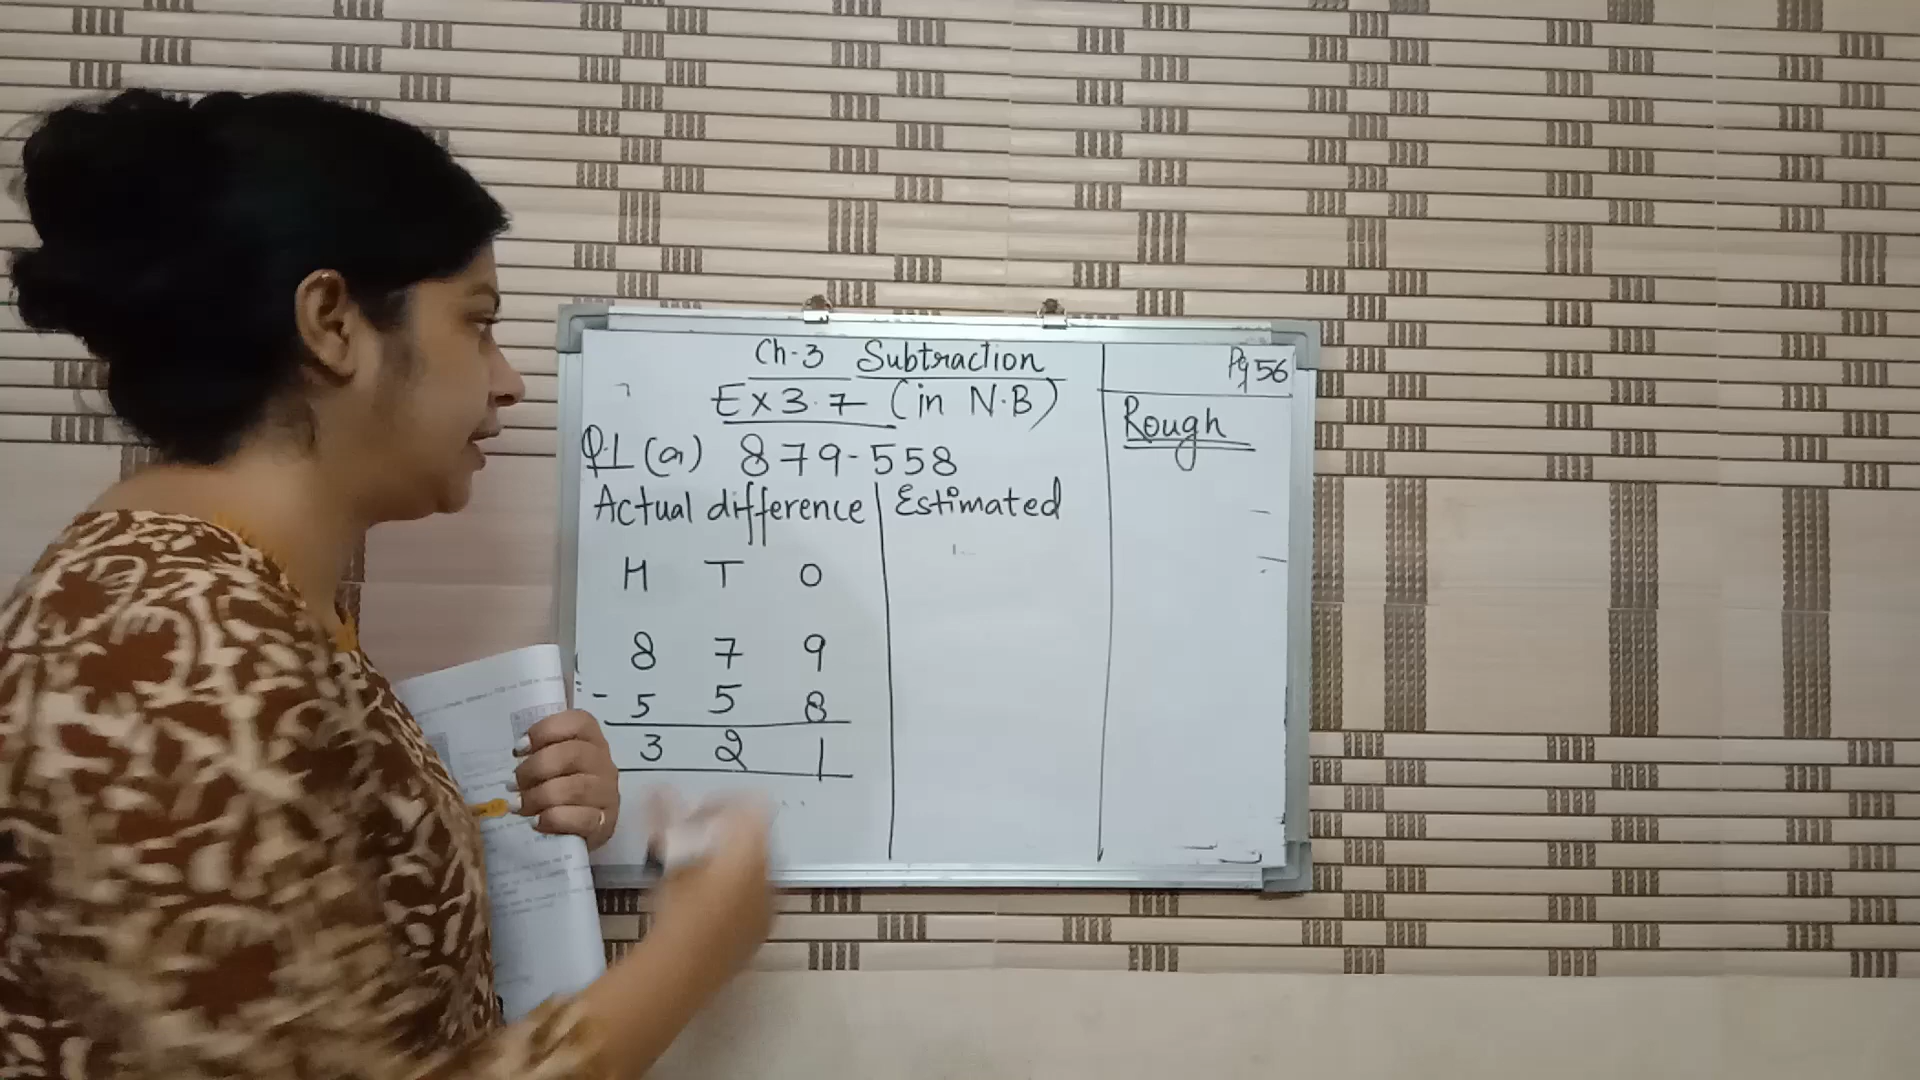 Ch-3 Subtraction
Ex 3.7 (in N.B)
Q.1 (a) 879-558
Actual difference
H T O
8 7 9
- 5 5 8
3 2 1
Estimated
Pg 56
Rough